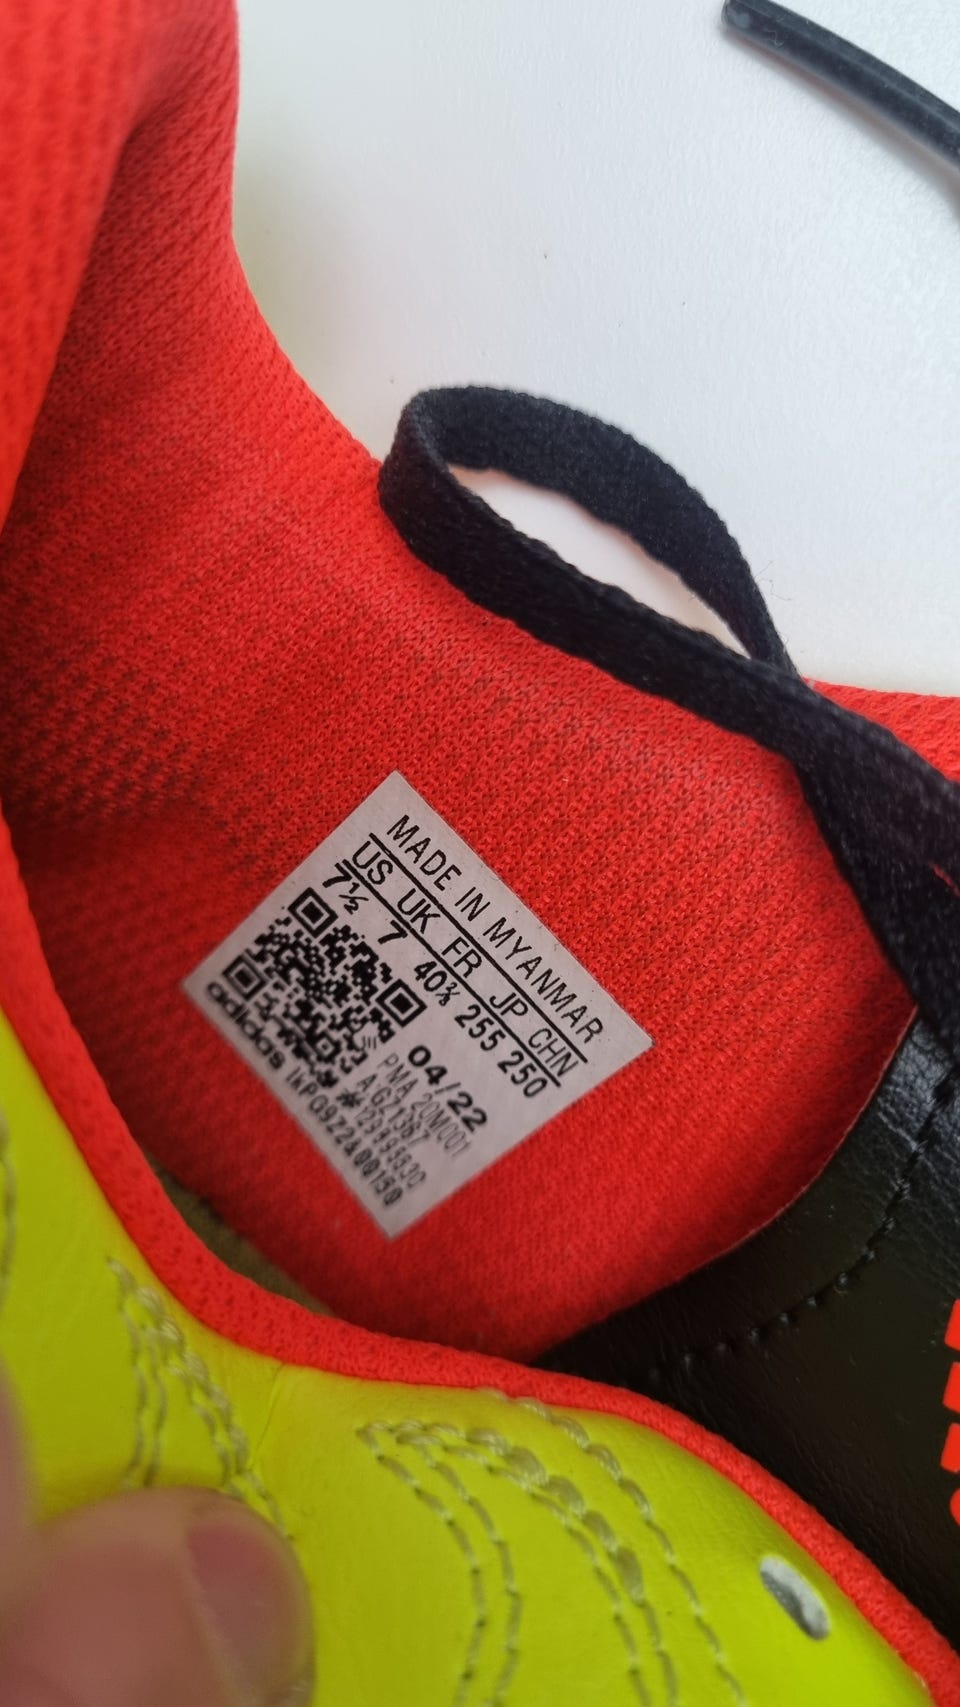 MADE IN MYANMAR
US UK FR JP CHN
7½ 7 40⅔ 255 250
04/22
PMA 20M001
adidas